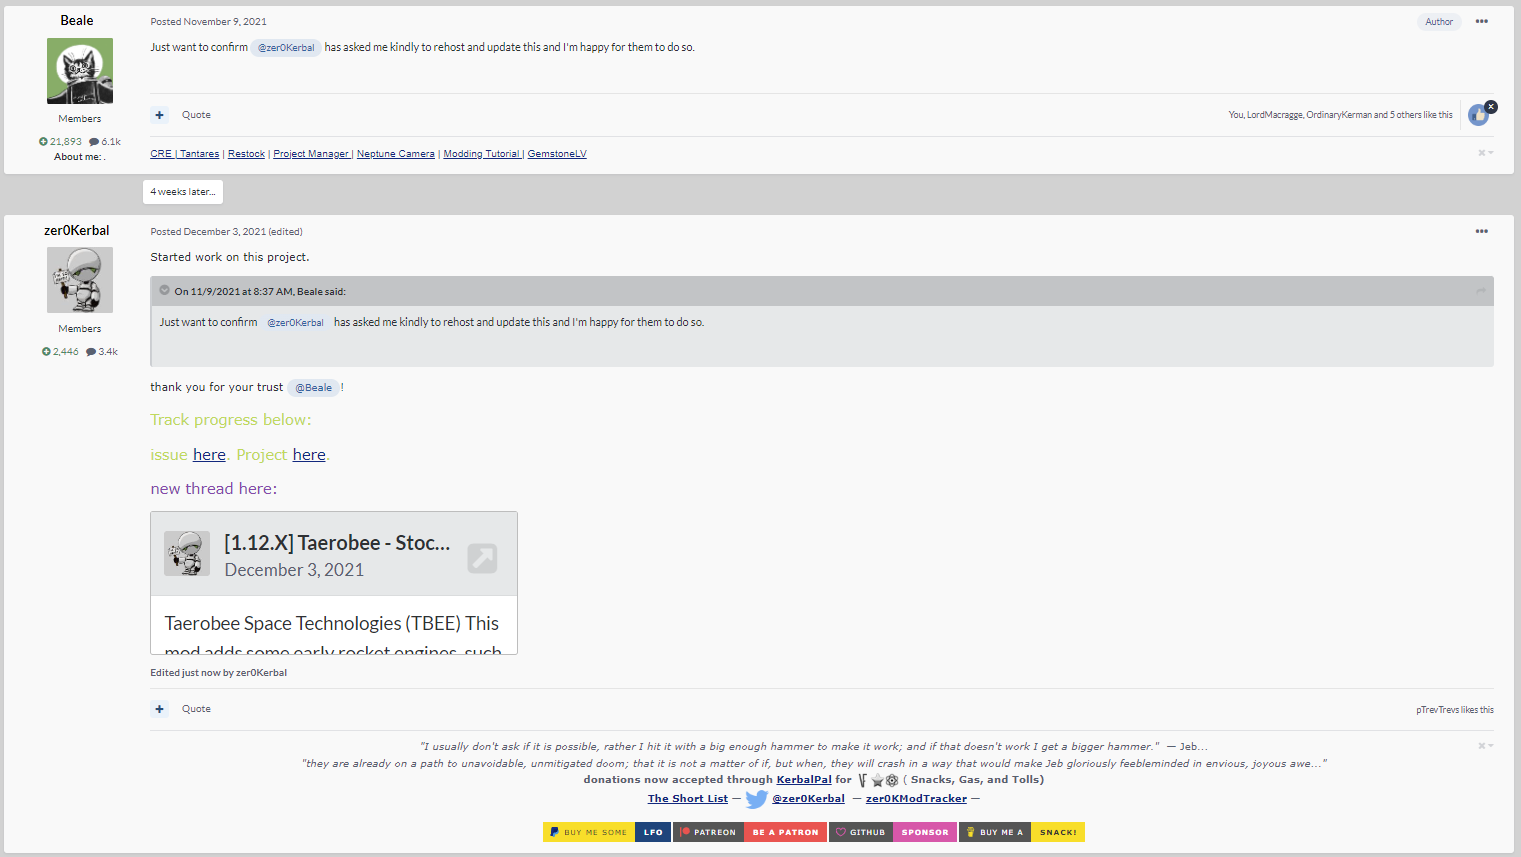 Beale
Posted November 9, 2021
Author
Just want to confirm @zer0Kerbal has asked me kindly to rehost and update this and I'm happy for them to do so.
Members
21,893 6.1k
About me: .
+ Quote
You, LordMacragge, OrdinaryKerman and 5 others like this
CRE | Tantares | Restock | Project Manager | Neptune Camera | Modding Tutorial | GemstoneLV
4 weeks later...
zer0Kerbal
Posted December 3, 2021 (edited)
Started work on this project.
Members
2,446 3.4k
On 11/9/2021 at 8:37 AM, Beale said:
Just want to confirm @zer0Kerbal has asked me kindly to rehost and update this and I'm happy for them to do so.
thank you for your trust @Beale !
Track progress below:
issue here. Project here.
new thread here:
[1.12.X] Taerobee - Stoc...
December 3, 2021
Taerobee Space Technologies (TBEE) This
mod adds some early rocket engines, such
Edited just now by zer0Kerbal
+ Quote
pTrevTrevs likes this
"I usually don't ask if it is possible, rather I hit it with a big enough hammer to make it work; and if that doesn't work I get a bigger hammer." — Jeb...
"they are already on a path to unavoidable, unmitigated doom; that it is not a matter of if, but when, they will crash in a way that would make Jeb gloriously feebleminded in envious, joyous awe..."
donations now accepted through KerbalPal for ( Snacks, Gas, and Tolls)
The Short List — @zer0Kerbal — zer0KModTracker —
BUY ME SOME LFO PATREON BE A PATRON GITHUB SPONSOR BUY ME A SNACK!